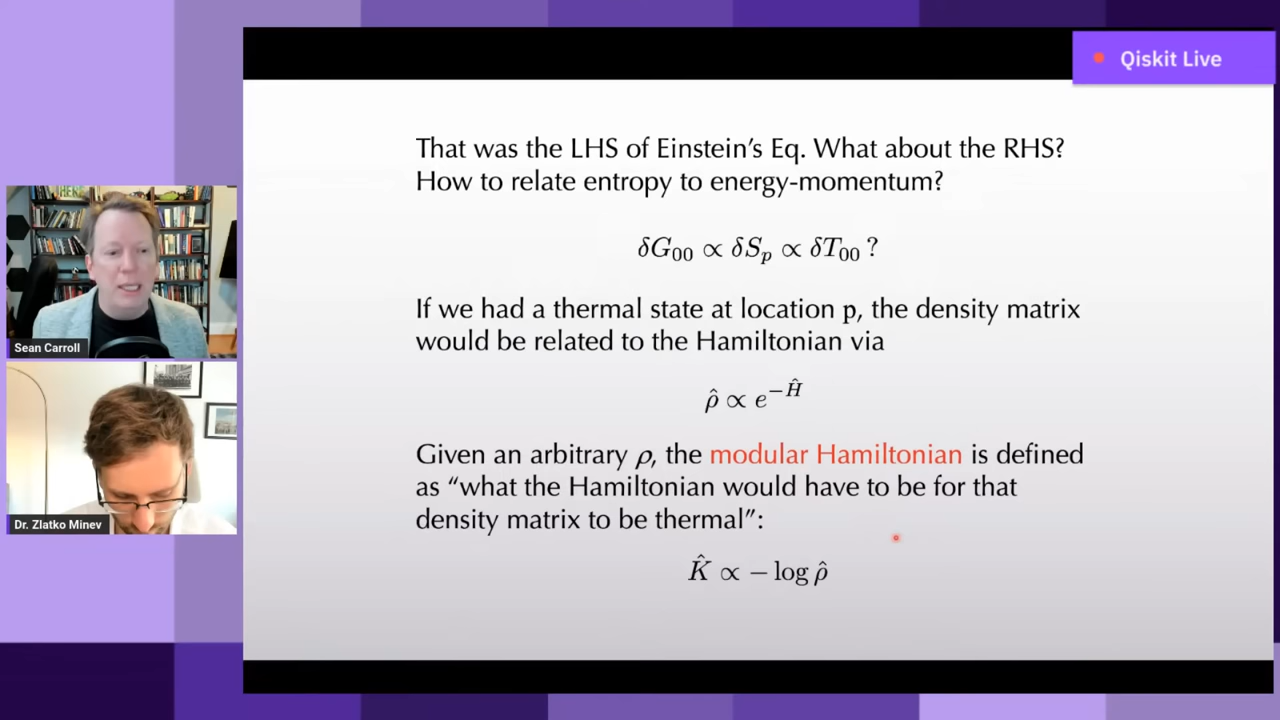 Qiskit Live
That was the LHS of Einstein's Eq. What about the RHS?
How to relate entropy to energy-momentum?
δG₀₀ ∝ δSₚ ∝ δT₀₀ ?
If we had a thermal state at location p, the density matrix
would be related to the Hamiltonian via
ρ̂ ∝ e^{−Ĥ}
Given an arbitrary ρ, the modular Hamiltonian is defined
as “what the Hamiltonian would have to be for that
density matrix to be thermal”:
K̂ ∝ − log ρ̂
Sean Carroll
Dr. Zlatko Minev